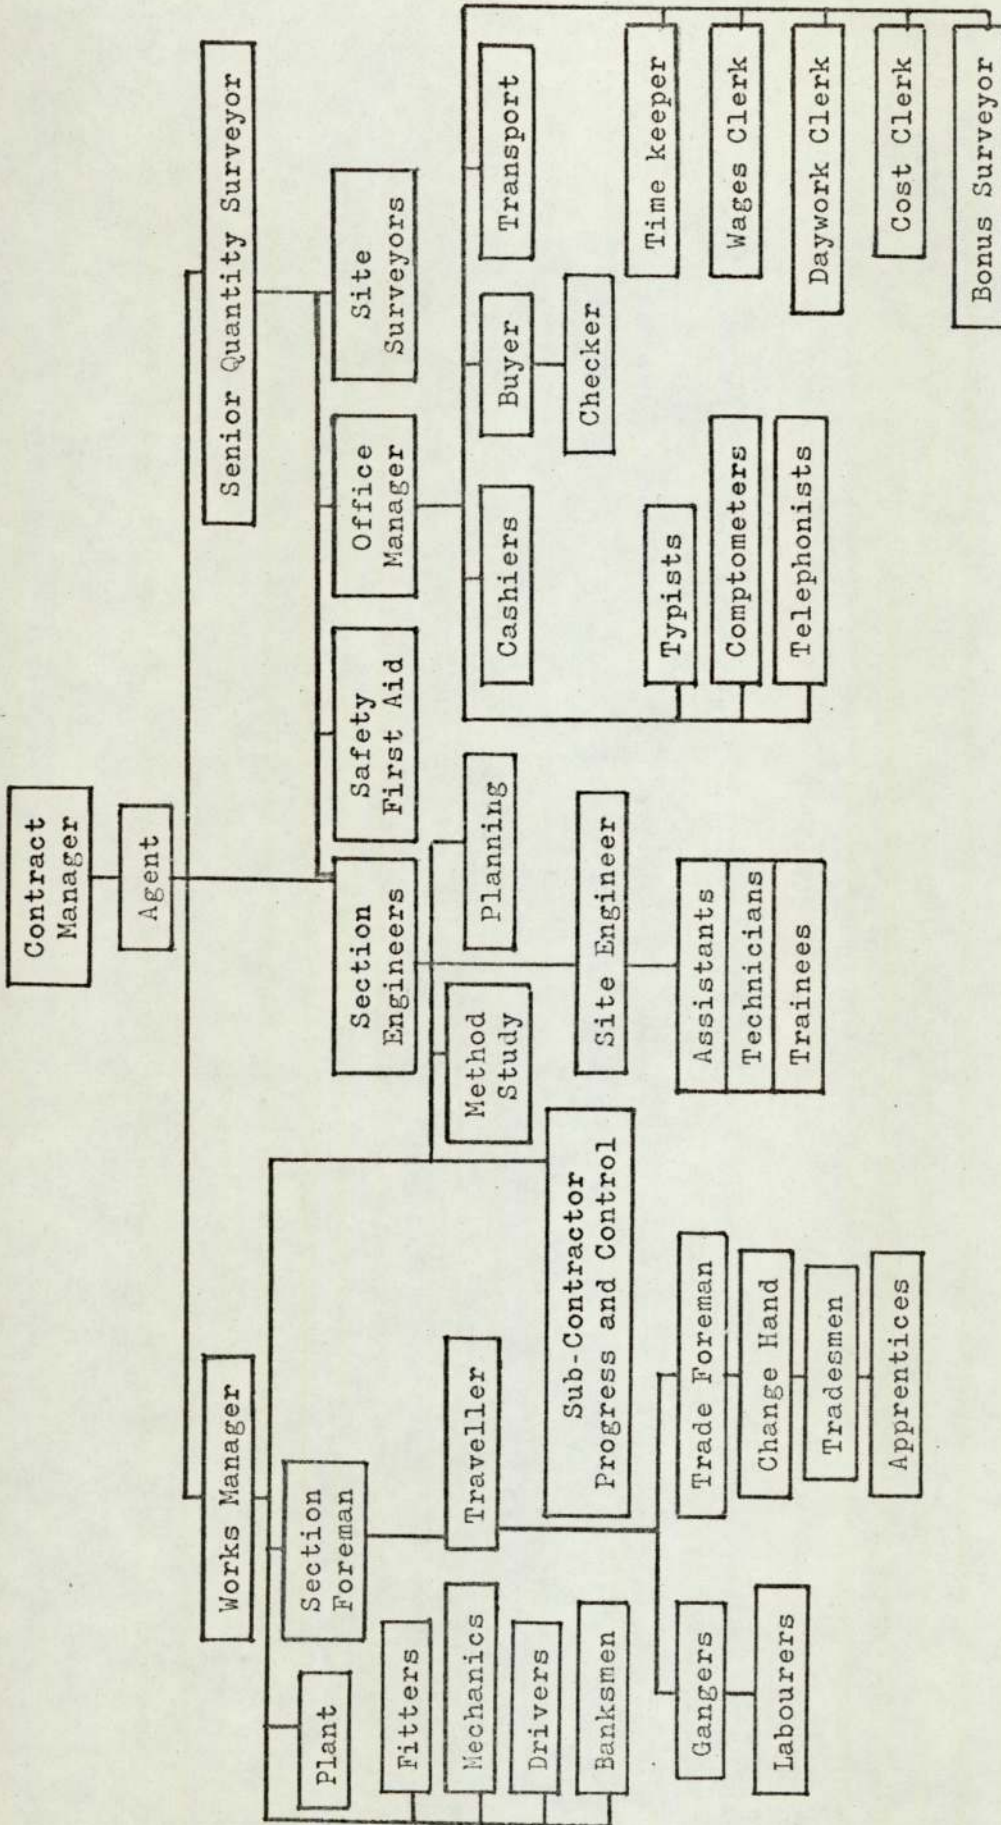 Contract
Manager
Agent
Works Manager
Senior Quantity Surveyor
Plant
Section
Foreman
Section
Engineers
Safety
First Aid
Office
Manager
Site
Surveyors
Fitters
Mechanics
Drivers
Banksmen
Traveller
Method
Study
Planning
Cashiers
Buyer
Transport
Checker
Sub-Contractor
Progress and Control
Site Engineer
Gangers
Labourers
Trade Foreman
Change Hand
Tradesmen
Apprentices
Assistants
Technicians
Trainees
Typists
Comptometers
Telephonists
Time keeper
Wages Clerk
Daywork Clerk
Cost Clerk
Bonus Surveyor